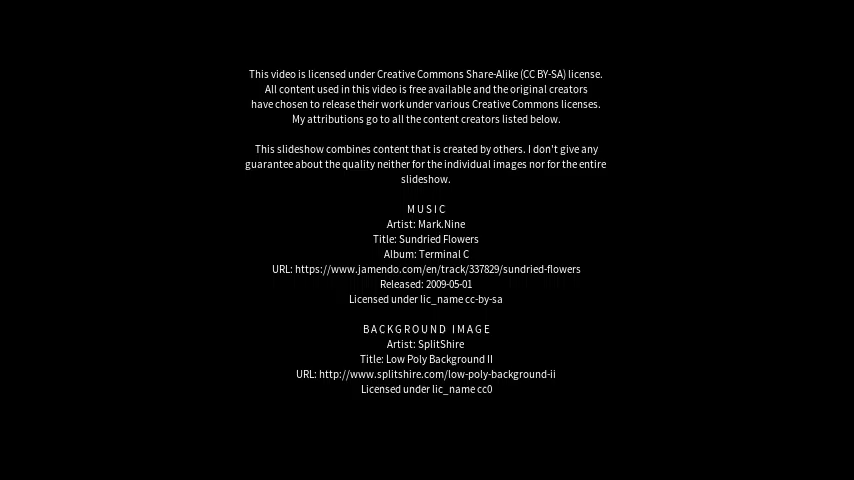 This video is licensed under Creative Commons Share-Alike (CC BY-SA) license.
All content used in this video is free available and the original creators
have chosen to release their work under various Creative Commons licenses.
My attributions go to all the content creators listed below.
This slideshow combines content that is created by others. I don't give any
guarantee about the quality neither for the individual images nor for the entire
slideshow.
MUSIC
Artist: Mark.Nine
Title: Sundried Flowers
Album: Terminal C
URL: https://www.jamendo.com/en/track/337829/sundried-flowers
Released: 2009-05-01
Licensed under lic_name cc-by-sa
BACKGROUND IMAGE
Artist: SplitShire
Title: Low Poly Background II
URL: http://www.splitshire.com/low-poly-background-ii
Licensed under lic_name cc0